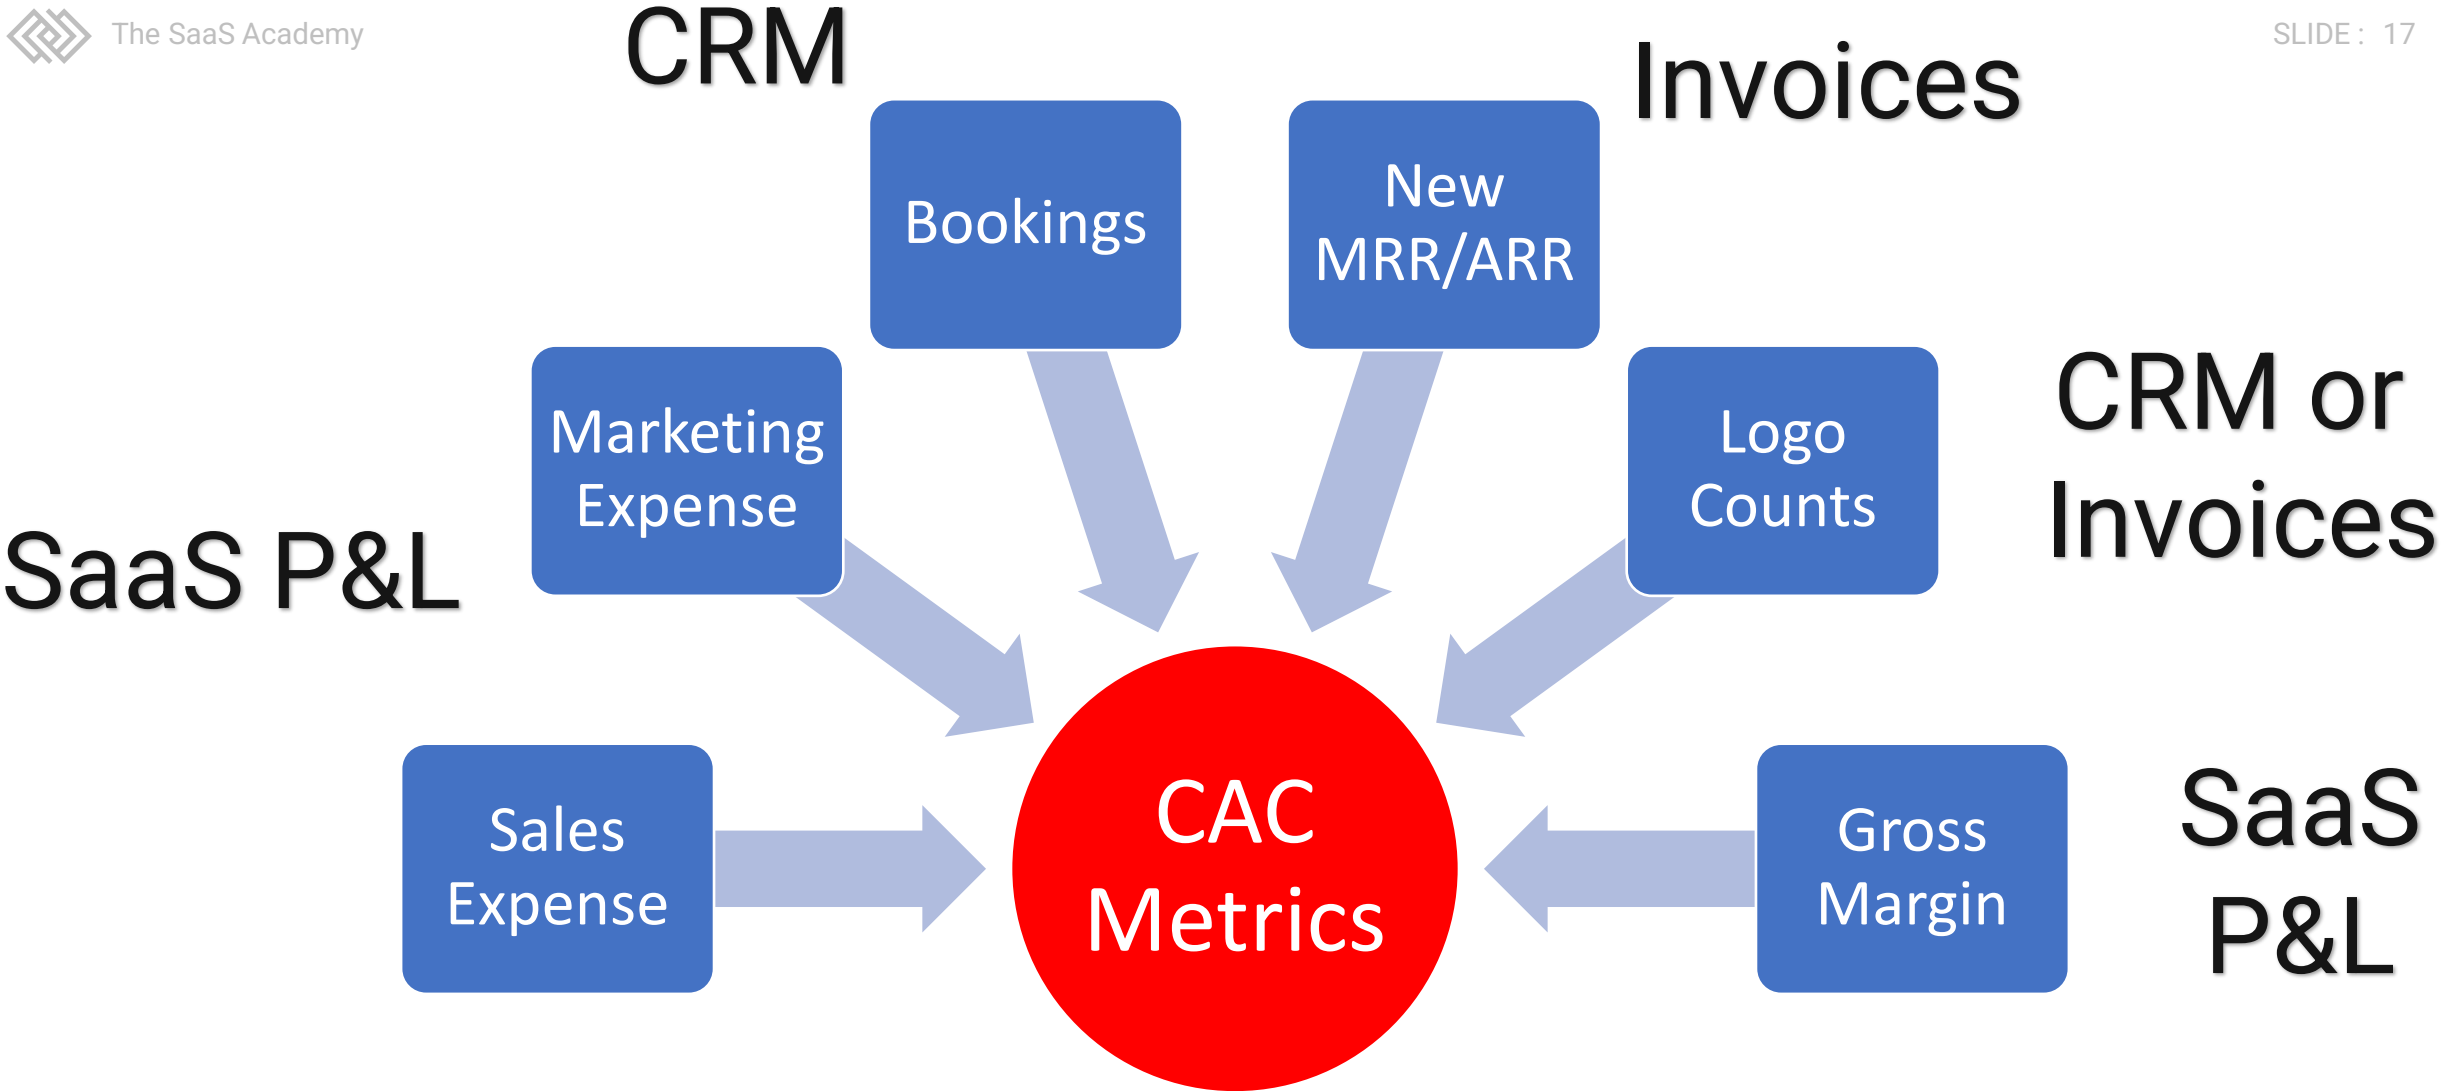 The SaaS Academy
SLIDE : 17
CRM
Invoices
Bookings
New
MRR/ARR
Marketing
Expense
Logo
Counts
CRM or
Invoices
SaaS P&L
Sales
Expense
CAC
Metrics
Gross
Margin
SaaS
P&L